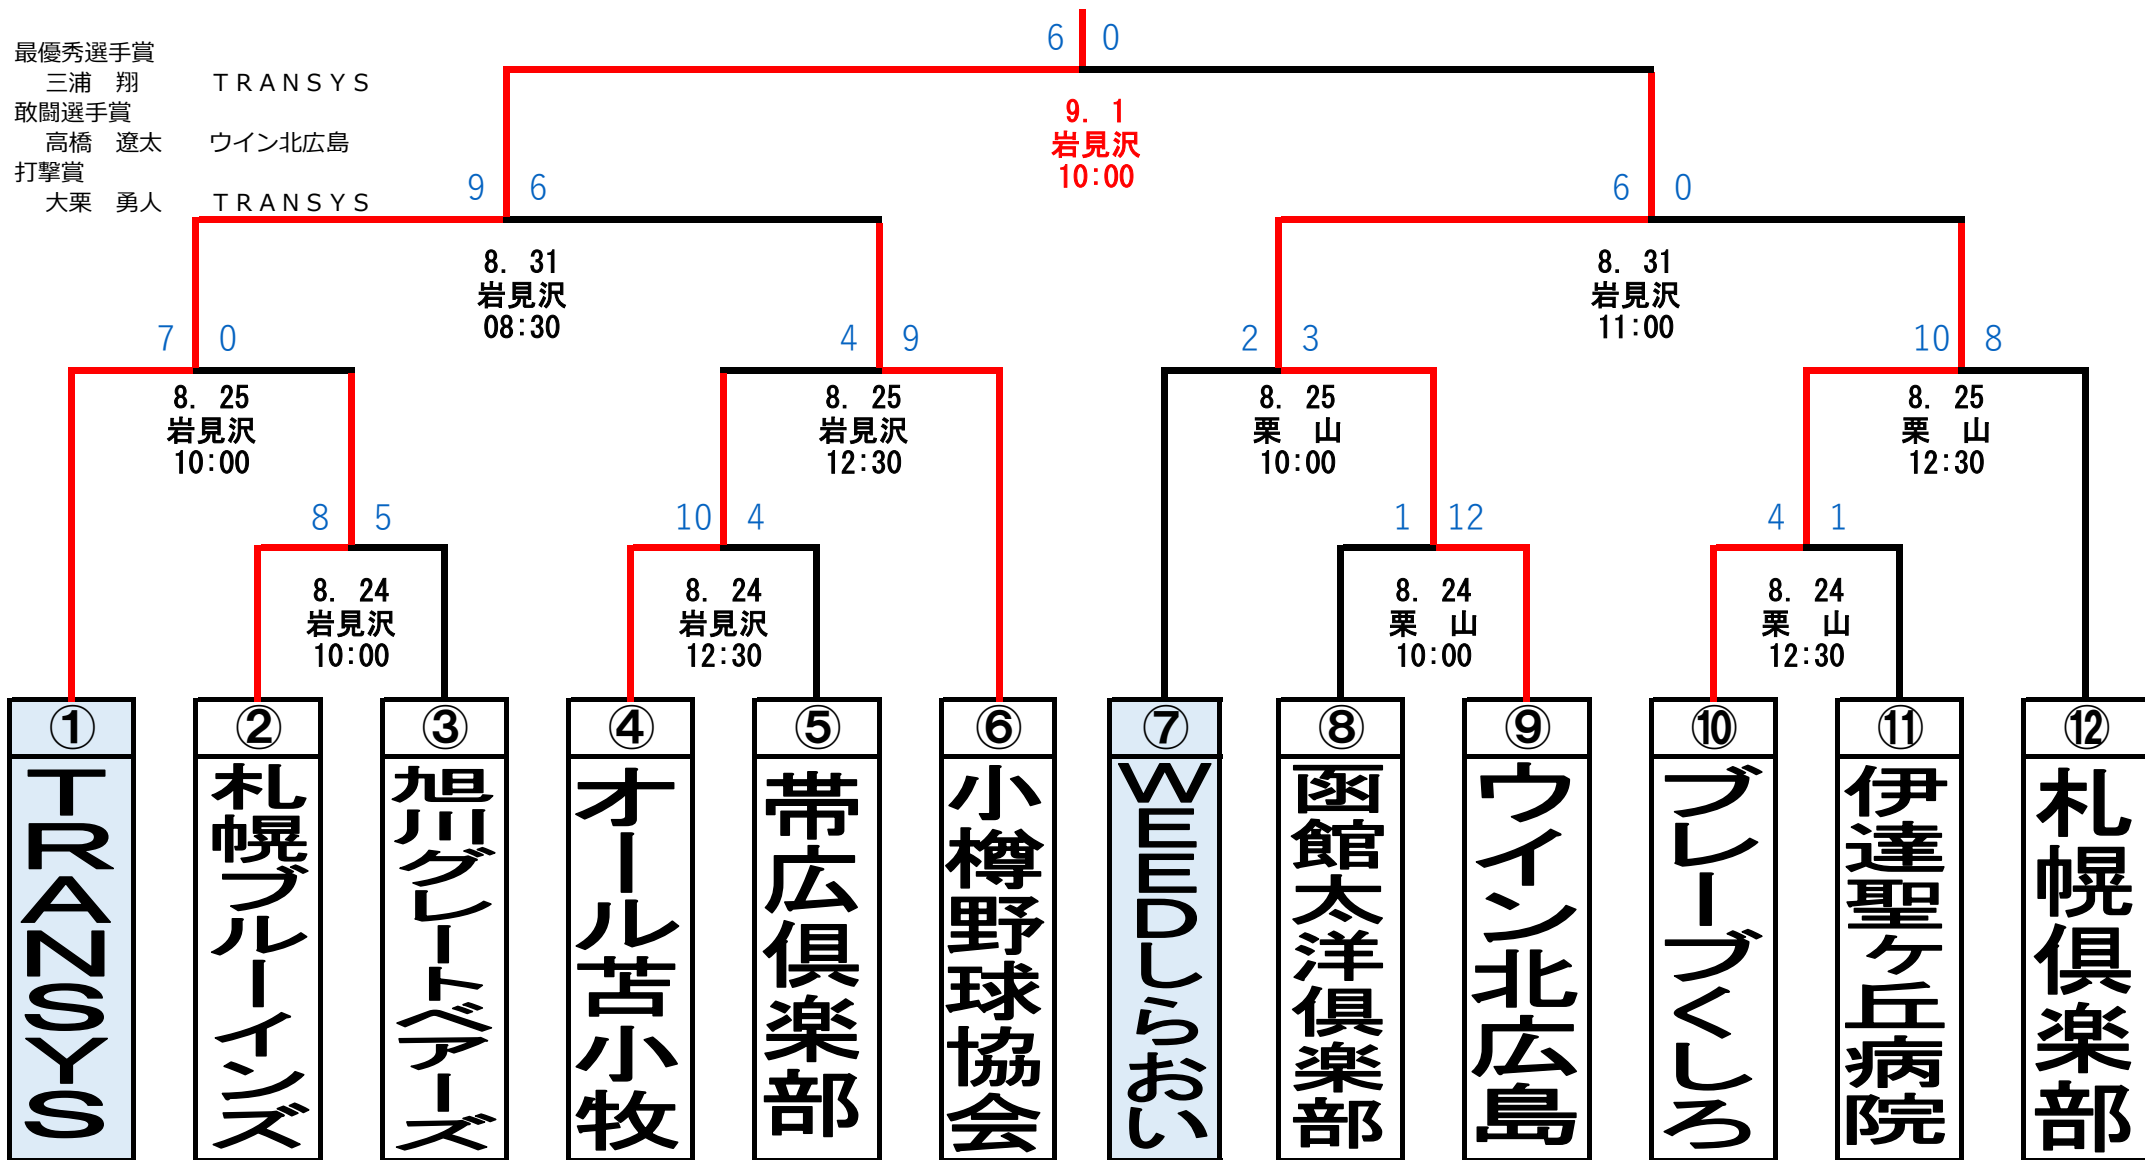 6 0
最優秀選手賞
三浦 翔 TRANSYS
敢闘選手賞
高橋 遼太 ウイン北広島
打撃賞
大栗 勇人 TRANSYS
9. 1
岩見沢
10:00
9 6
6 0
8. 31
岩見沢
08:30
8. 31
岩見沢
11:00
7 0
4 9
2 3
10 8
8. 25
岩見沢
10:00
8. 25
岩見沢
12:30
8. 25
栗 山
10:00
8. 25
栗 山
12:30
8 5
10 4
1 12
4 1
8. 24
岩見沢
10:00
8. 24
岩見沢
12:30
8. 24
栗 山
10:00
8. 24
栗 山
12:30
① TRANSYS
② 札幌ブルーインズ
③ 旭川グレートベアーズ
④ オール苫小牧
⑤ 帯広倶楽部
⑥ 小樽野球協会
⑦ WEEDしらおい
⑧ 函館太洋倶楽部
⑨ ウイン北広島
⑩ ブレーブくしろ
⑪ 伊達聖ヶ丘病院
⑫ 札幌倶楽部